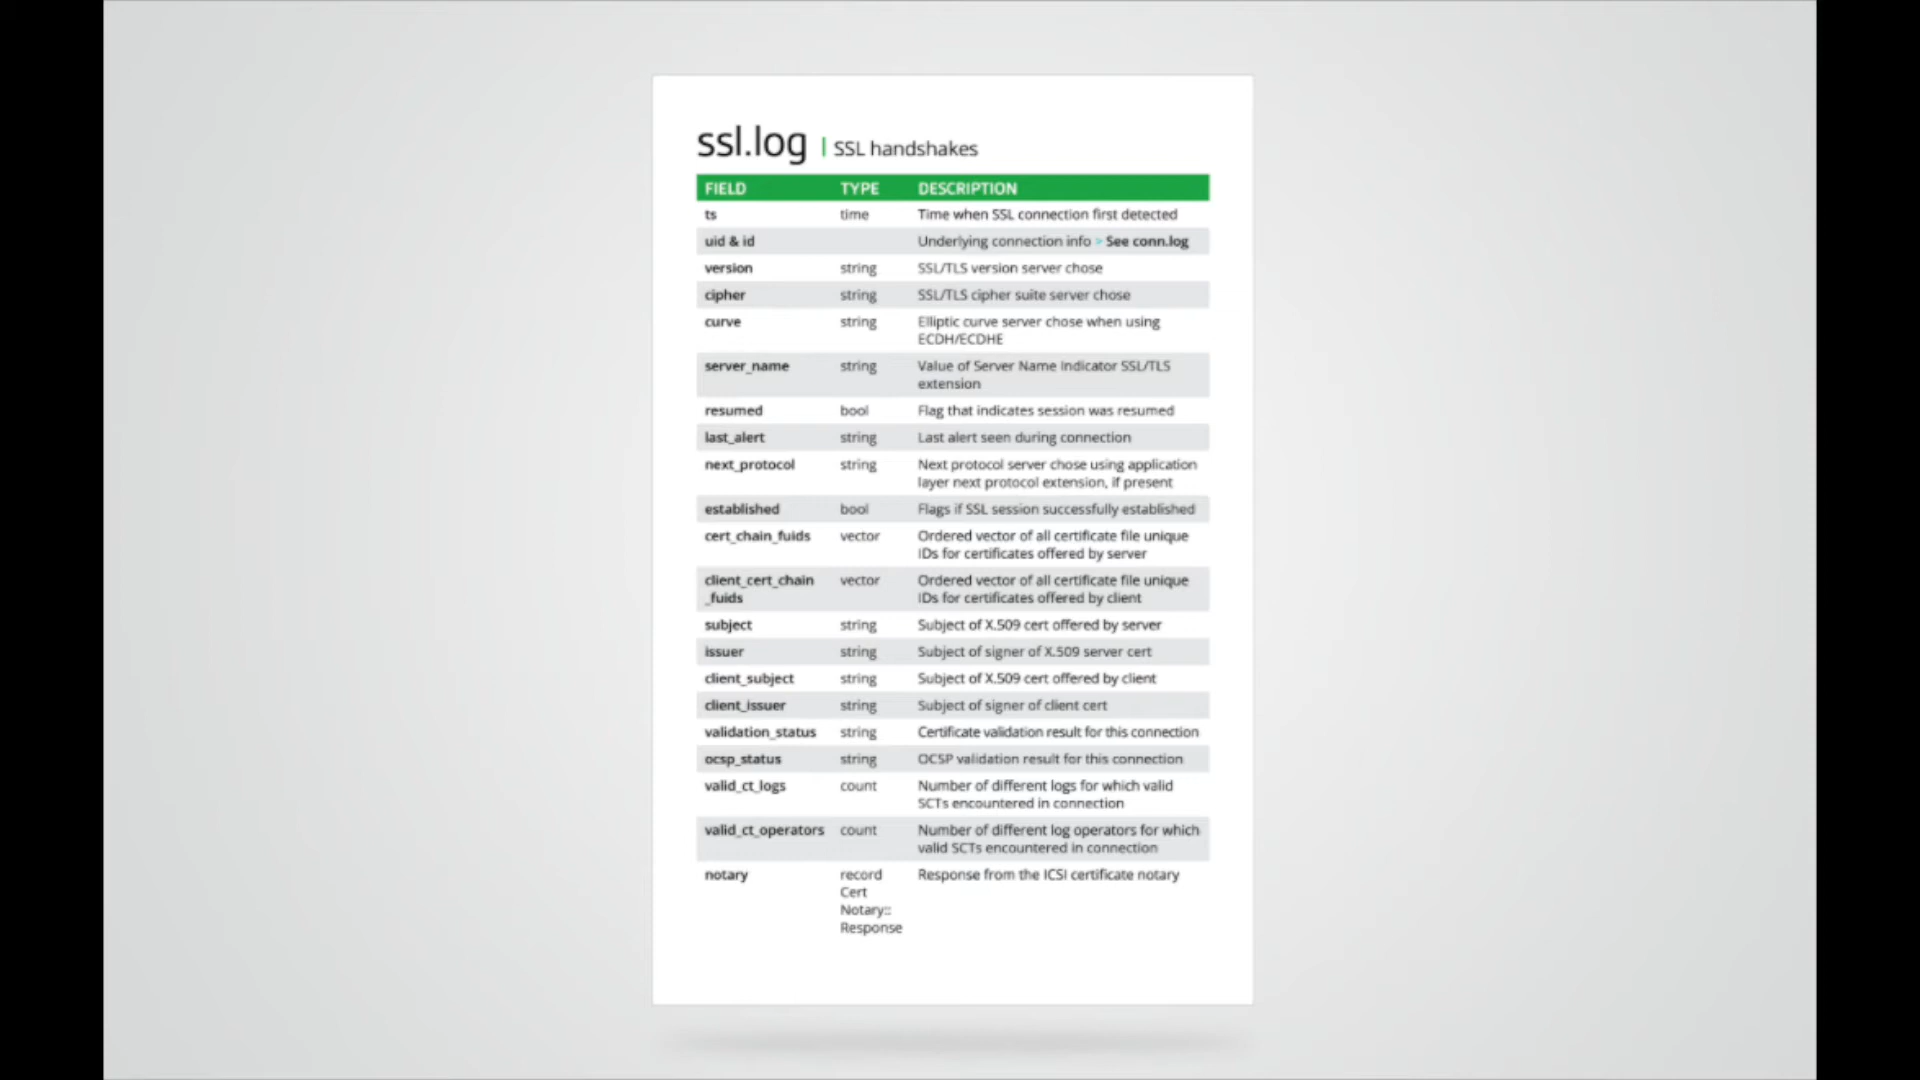 ssl.log | SSL handshakes
FIELD TYPE DESCRIPTION
ts time Time when SSL connection first detected
uid & id Underlying connection info > See conn.log
version string SSL/TLS version server chose
cipher string SSL/TLS cipher suite server chose
curve string Elliptic curve server chose when using
ECDH/ECDHE
server_name string Value of Server Name Indicator SSL/TLS
extension
resumed bool Flag that indicates session was resumed
last_alert string Last alert seen during connection
next_protocol string Next protocol server chose using application
layer next protocol extension, if present
established bool Flags if SSL session successfully established
cert_chain_fuids vector Ordered vector of all certificate file unique
IDs for certificates offered by server
client_cert_chain vector Ordered vector of all certificate file unique
_fuids IDs for certificates offered by client
subject string Subject of X.509 cert offered by server
issuer string Subject of signer of X.509 server cert
client_subject string Subject of X.509 cert offered by client
client_issuer string Subject of signer of client cert
validation_status string Certificate validation result for this connection
ocsp_status string OCSP validation result for this connection
valid_ct_logs count Number of different logs for which valid
SCTs encountered in connection
valid_ct_operators count Number of different log operators for which
valid SCTs encountered in connection
notary record Response from the ICSI certificate notary
Cert
Notary::
Response